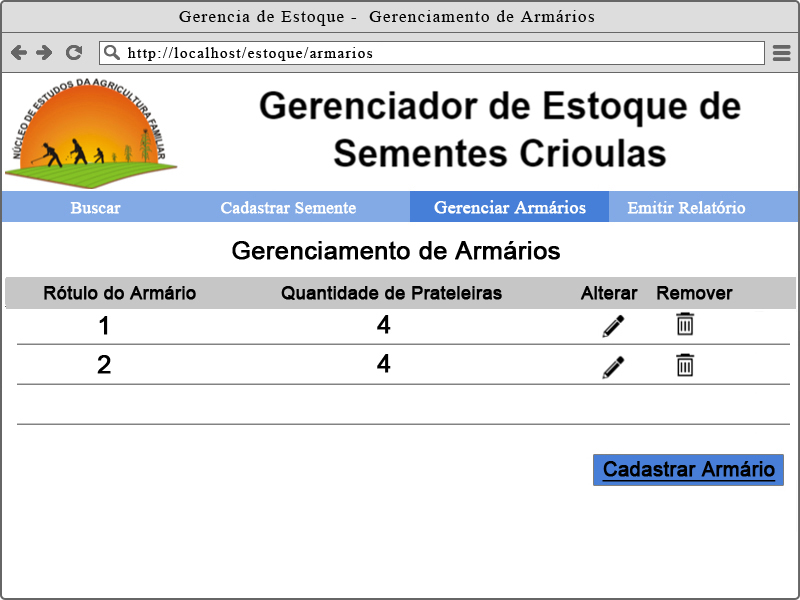 Gerencia de Estoque - Gerenciamento de Armários
http://localhost/estoque/armarios
NÚCLEO DE ESTUDOS DA AGRICULTURA FAMILIAR
Gerenciador de Estoque de
Sementes Crioulas
Buscar Cadastrar Semente Gerenciar Armários Emitir Relatório
Gerenciamento de Armários
Rótulo do Armário Quantidade de Prateleiras Alterar Remover
1 4
2 4
Cadastrar Armário